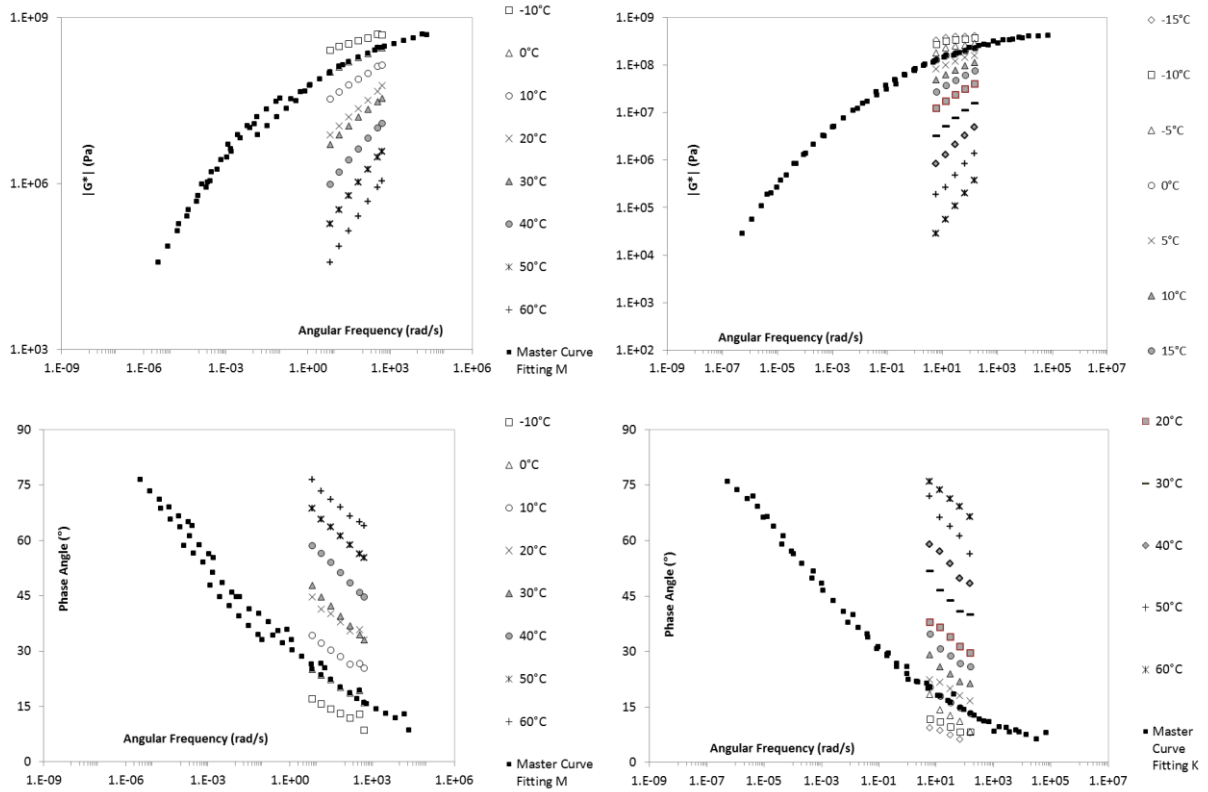 1.E+09
1.E+06
1.E+03
|G*| (Pa)
Angular Frequency (rad/s)
1.E-09 1.E-06 1.E-03 1.E+00 1.E+03 1.E+06
-10°C
0°C
10°C
20°C
30°C
40°C
50°C
60°C
Master Curve
Fitting M
1.E+09
1.E+08
1.E+07
1.E+06
1.E+05
1.E+04
1.E+03
1.E+02
|G*| (Pa)
Angular Frequency (rad/s)
1.E-09 1.E-07 1.E-05 1.E-03 1.E-01 1.E+01 1.E+03 1.E+05 1.E+07
-15°C
-10°C
-5°C
0°C
5°C
10°C
15°C
90
75
60
45
30
15
0
Phase Angle (°)
Angular Frequency (rad/s)
1.E-09 1.E-06 1.E-03 1.E+00 1.E+03 1.E+06
-10°C
0°C
10°C
20°C
30°C
40°C
50°C
60°C
Master Curve
Fitting M
90
75
60
45
30
15
0
Phase Angle (°)
Angular Frequency (rad/s)
1.E-09 1.E-07 1.E-05 1.E-03 1.E-01 1.E+01 1.E+03 1.E+05 1.E+07
20°C
30°C
40°C
50°C
60°C
Master
Curve
Fitting K